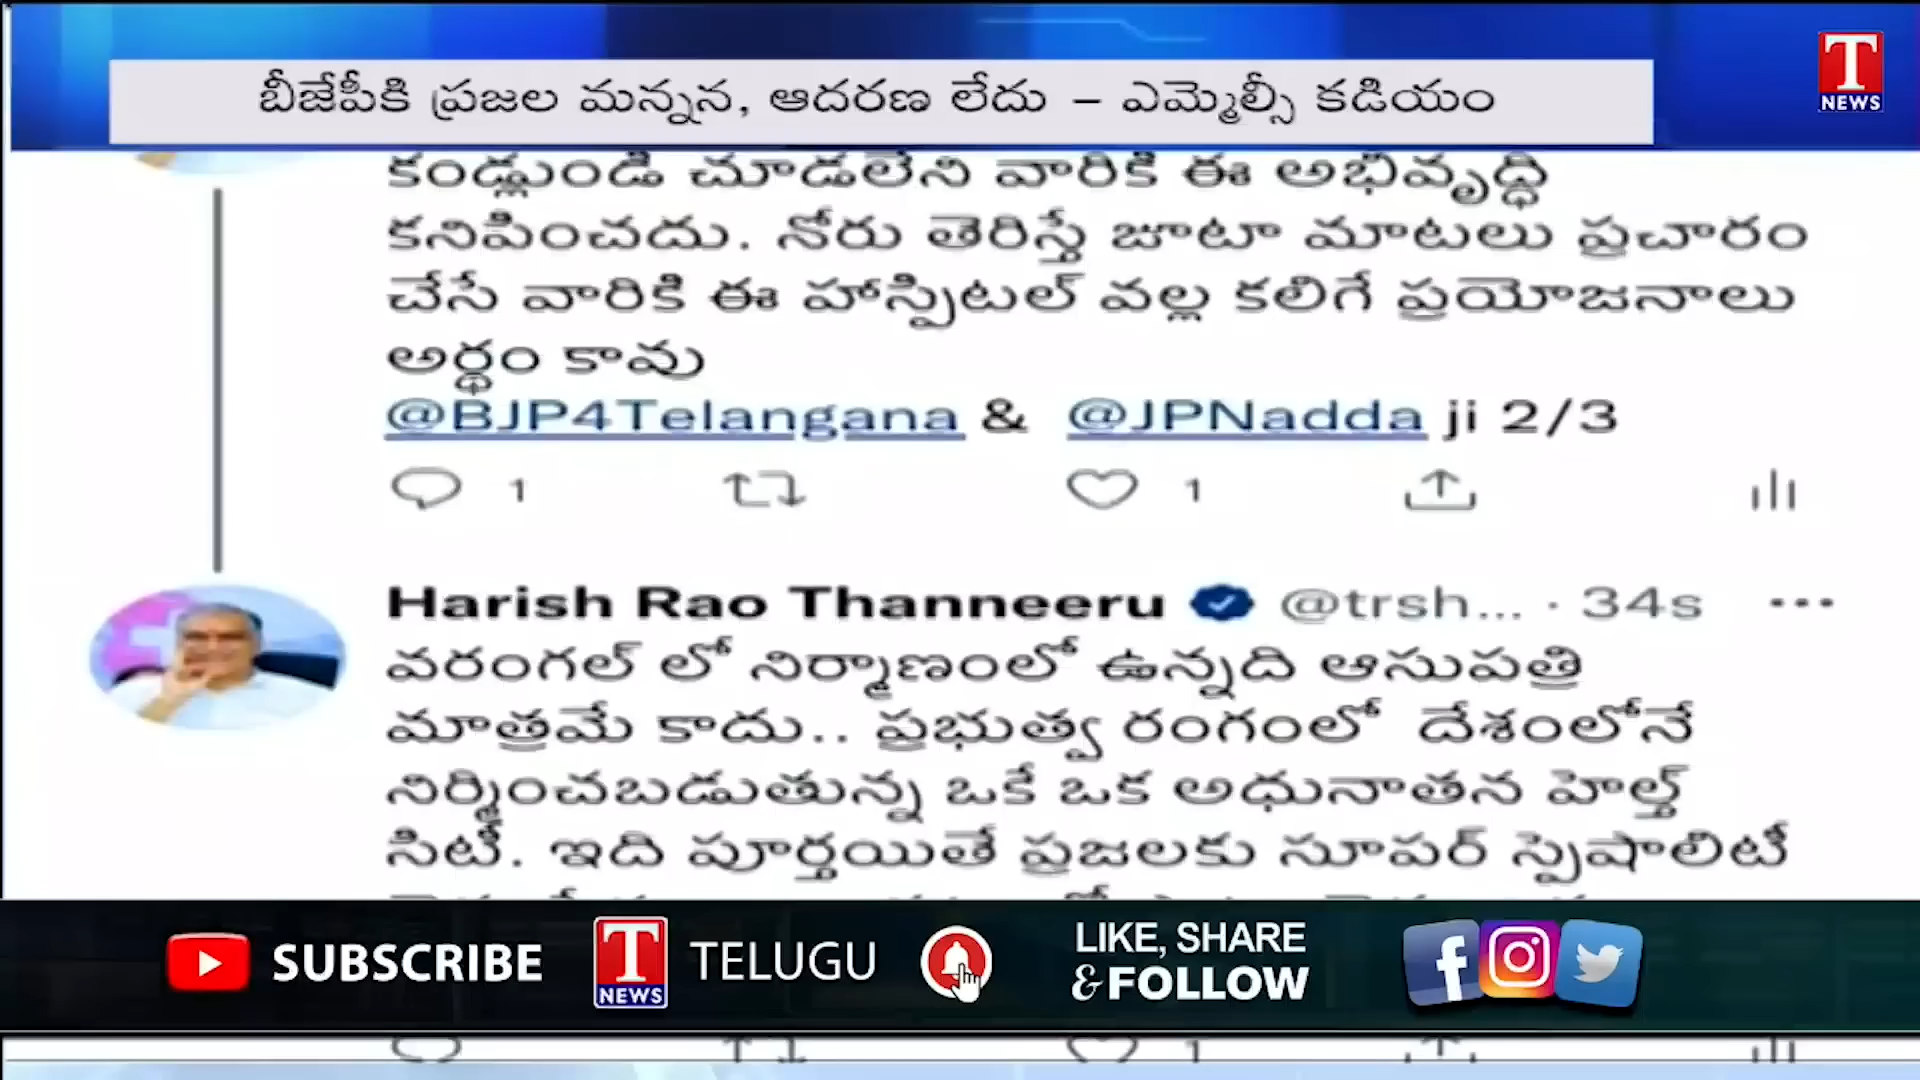 బీజేపీకి ప్రజల మన్నన, ఆదరణ లేదు – ఎమ్మెల్సీ కడియం
T
NEWS
కండ్లుండి చూడలేని వారికి ఈ అభివృద్ధి
కనిపించదు. నోరు తెరిస్తే జూటా మాటలు ప్రచారం
చేసే వారికి ఈ హాస్పిటల్ వల్ల కలిగే ప్రయోజనాలు
అర్థం కావు
@BJP4Telangana & @JPNadda ji 2/3
1 1
Harish Rao Thanneeru @trsh... · 34s ...
వరంగల్ లో నిర్మాణంలో ఉన్నది ఆసుపత్రి
మాత్రమే కాదు.. ప్రభుత్వ రంగంలో దేశంలోనే
నిర్మించబడుతున్న ఒకే ఒక అధునాతన హెల్త్
సిటీ. ఇది పూర్తయితే ప్రజలకు సూపర్ స్పెషాలిటీ
SUBSCRIBE T NEWS TELUGU LIKE, SHARE
& FOLLOW
1